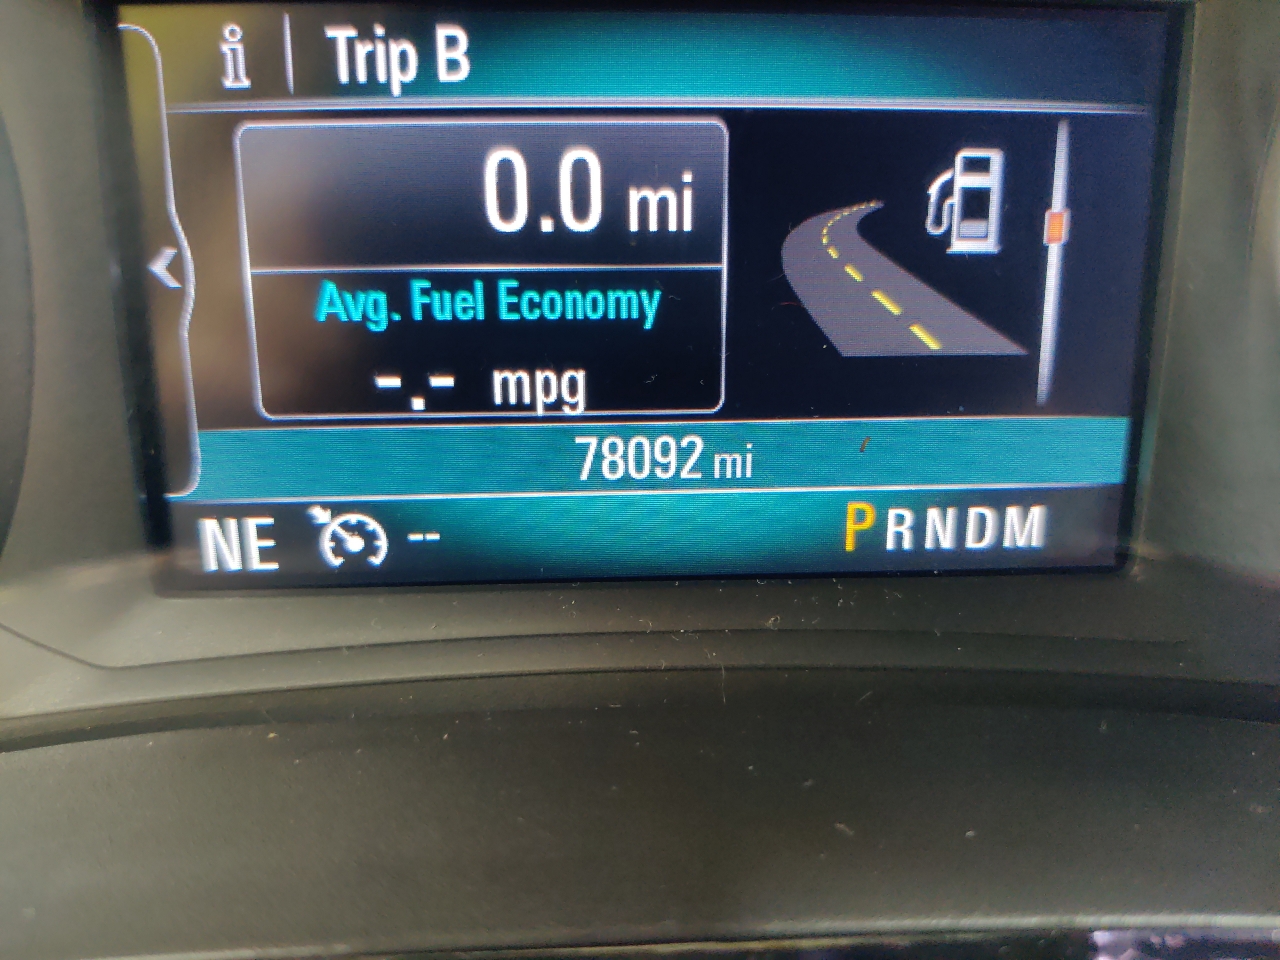 i | Trip B
0.0 mi
Avg. Fuel Economy
-.- mpg
78092 mi
NE -- PRNDM